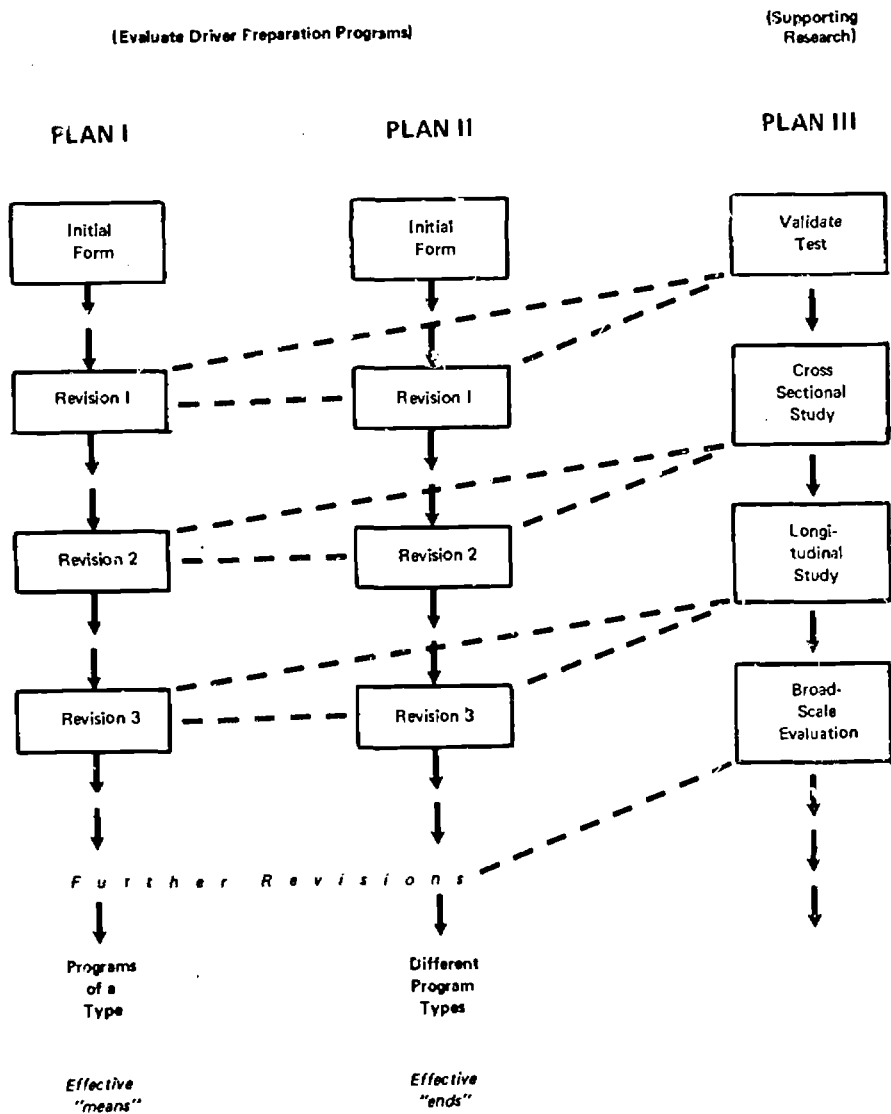 (Evaluate Driver Freparation Programs)
(Supporting
Research)
PLAN I
PLAN II
PLAN III
Initial
Form
Initial
Form
Validate
Test
Revision I
Revision I
Cross
Sectional
Study
Revision 2
Revision 2
Longi-
tudinal
Study
Revision 3
Revision 3
Broad-
Scale
Evaluation
Further Revisions
Programs
of a
Type
Different
Program
Types
Effective
"means"
Effective
"ends"